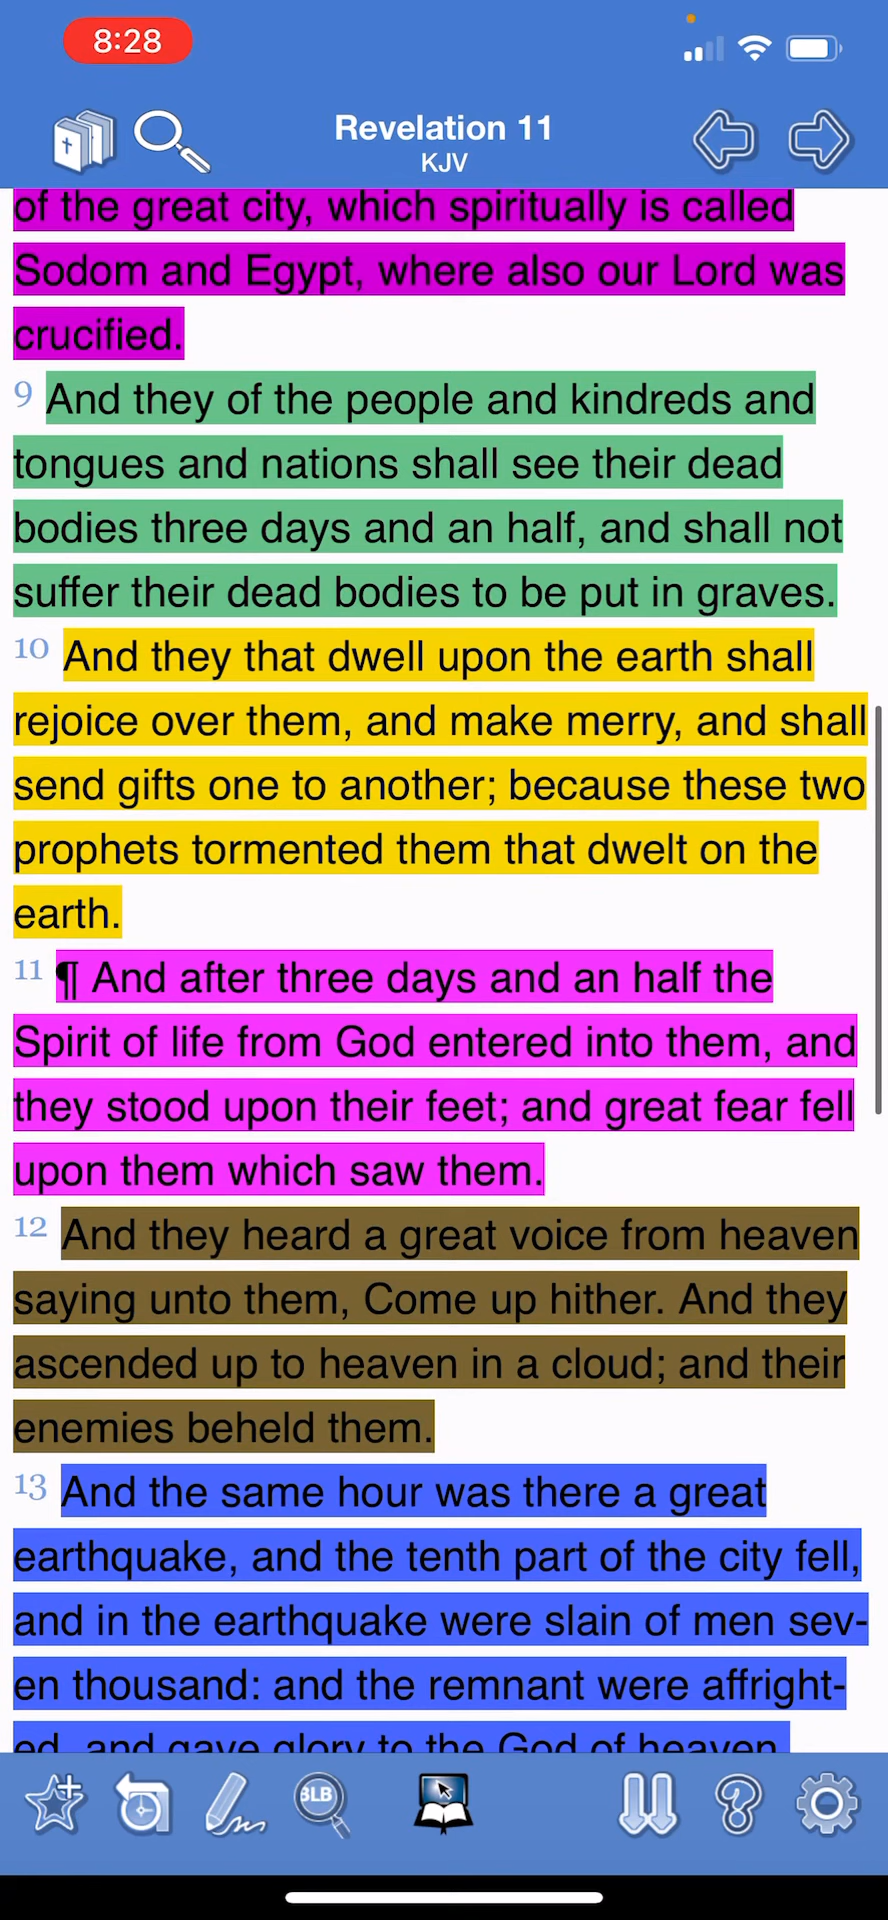 8:28
Revelation 11
KJV
of the great city, which spiritually is called
Sodom and Egypt, where also our Lord was
crucified.
9 And they of the people and kindreds and
tongues and nations shall see their dead
bodies three days and an half, and shall not
suffer their dead bodies to be put in graves.
10 And they that dwell upon the earth shall
rejoice over them, and make merry, and shall
send gifts one to another; because these two
prophets tormented them that dwelt on the
earth.
11 ¶ And after three days and an half the
Spirit of life from God entered into them, and
they stood upon their feet; and great fear fell
upon them which saw them.
12 And they heard a great voice from heaven
saying unto them, Come up hither. And they
ascended up to heaven in a cloud; and their
enemies beheld them.
13 And the same hour was there a great
earthquake, and the tenth part of the city fell,
and in the earthquake were slain of men sev-
en thousand: and the remnant were affright-
ed, and gave glory to the God of heaven.
BLB